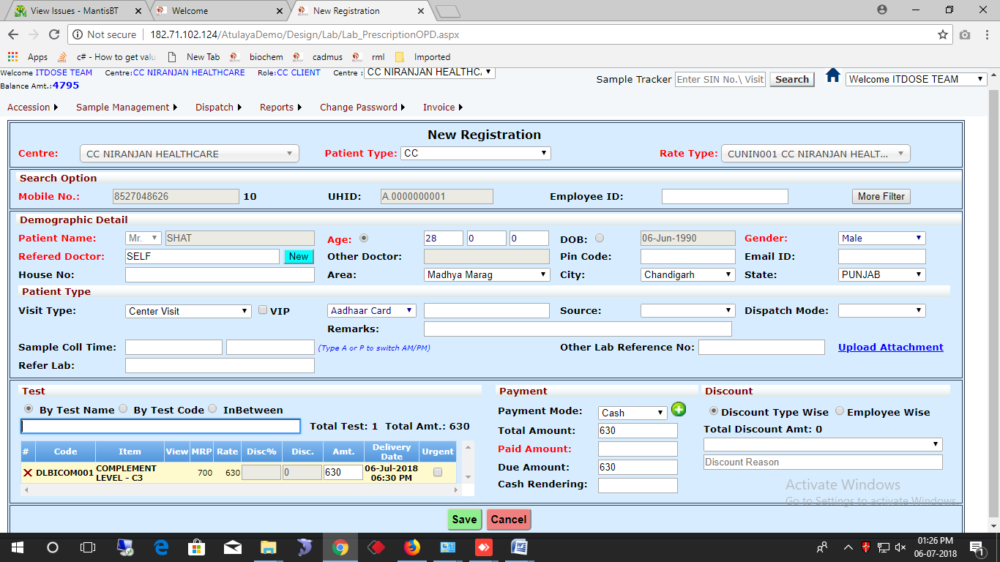 View Issues - MantisBT Welcome New Registration
Not secure 182.71.102.124/AtulayaDemo/Design/Lab/Lab_PrescriptionOPD.aspx
Apps c# - How to get valu New Tab biochem cadmus rml Imported
Welcome ITDOSE TEAM Centre:CC NIRANJAN HEALTHCARE Role:CC CLIENT Centre : CC NIRANJAN HEALTHC. Sample Tracker Enter SIN No.\ Visit Search Welcome ITDOSE TEAM
Balance Amt.:4795
Accession Sample Management Dispatch Reports Change Password Invoice
New Registration
Centre: CC NIRANJAN HEALTHCARE Patient Type: CC Rate Type: CUNIN001 CC NIRANJAN HEALT...
Search Option
Mobile No.: 8527048626 10 UHID: A.0000000001 Employee ID: More Filter
Demographic Detail
Patient Name: Mr. SHAT Age: 28 0 0 DOB: 06-Jun-1990 Gender: Male
Refered Doctor: SELF New Other Doctor: Pin Code: Email ID:
House No: Area: Madhya Marag City: Chandigarh State: PUNJAB
Patient Type
Visit Type: Center Visit VIP Aadhaar Card Source: Dispatch Mode:
Remarks:
Sample Coll Time: (Type A or P to switch AM/PM) Other Lab Reference No: Upload Attachment
Refer Lab:
Test Payment Discount
By Test Name By Test Code InBetween Payment Mode: Cash Discount Type Wise Employee Wise
Total Test: 1 Total Amt.: 630 Total Amount: 630 Total Discount Amt: 0
# Code Item View MRP Rate Disc% Disc. Amt. Delivery Date Urgent Paid Amount:
DLBICOM001 COMPLEMENT LEVEL - C3 700 630 0 630 06-Jul-2018 06:30 PM Due Amount: 630 Discount Reason
Cash Rendering:
Activate Windows
Go to Settings to activate Windows.
Save Cancel
01:26 PM
06-07-2018
1